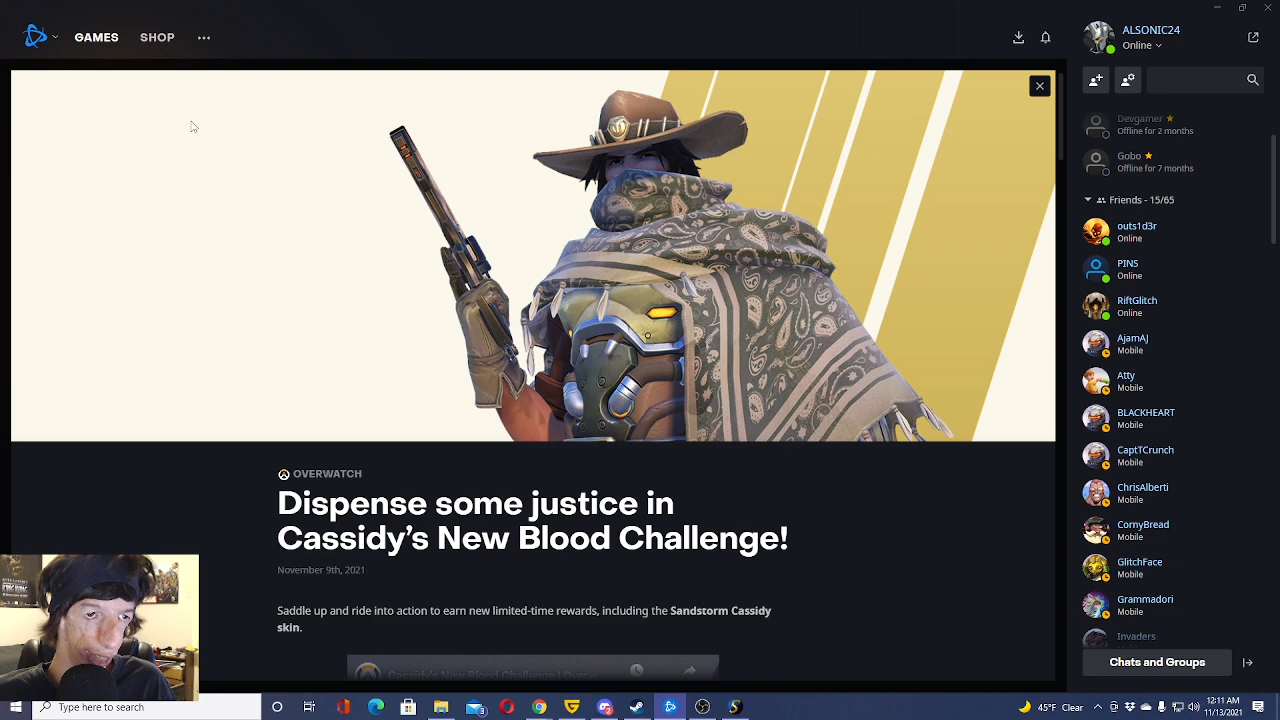 GAMES
SHOP
ALSONIC24
Online
Devgamer
Offline for 2 months
Gobo
Offline for 7 months
Friends - 15/65
outs1d3r
Online
PINS
Online
RiftGlitch
Online
AjamAJ
Mobile
Atty
Mobile
BLACKHEART
Mobile
CaptTCrunch
Mobile
ChrisAlberti
Mobile
CornyBread
Mobile
GlitchFace
Mobile
Grammadori
Mobile
Invaders
Chats and Groups
OVERWATCH
Dispense some justice in
Cassidy's New Blood Challenge!
November 9th, 2021
Saddle up and ride into action to earn new limited-time rewards, including the Sandstorm Cassidy
skin.
Cassidy's New Blood Challenge |
Type here to search
45°F Clear
12:11 AM
11/13/2021